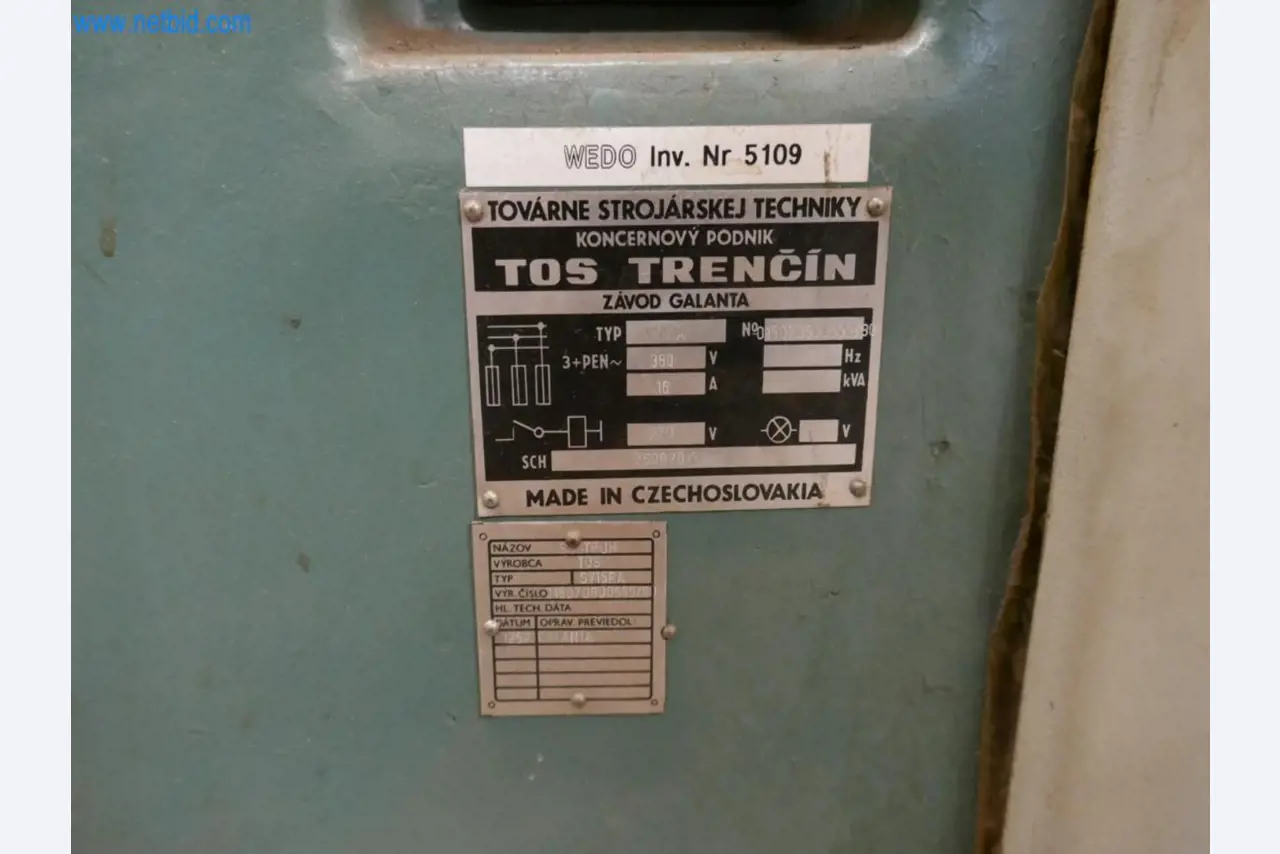 www.netbid.com
WEDO Inv. Nr 5109
TOVÁRNE STROJÁRSKEJ TECHNIKY
KONCERNOVÝ PODNIK
TOS TRENČÍN
ZÁVOD GALANTA
TYP Nº
3+PEN~ 380 V Hz
16 A kVA
V V
SCH
MADE IN CZECHOSLOVAKIA
NÁZOV
VÝROBCA TOS
TYP
VÝR. ČÍSLO
HL. TECH. DÁTA
DÁTUM OPRAV. PREVIEDOL: